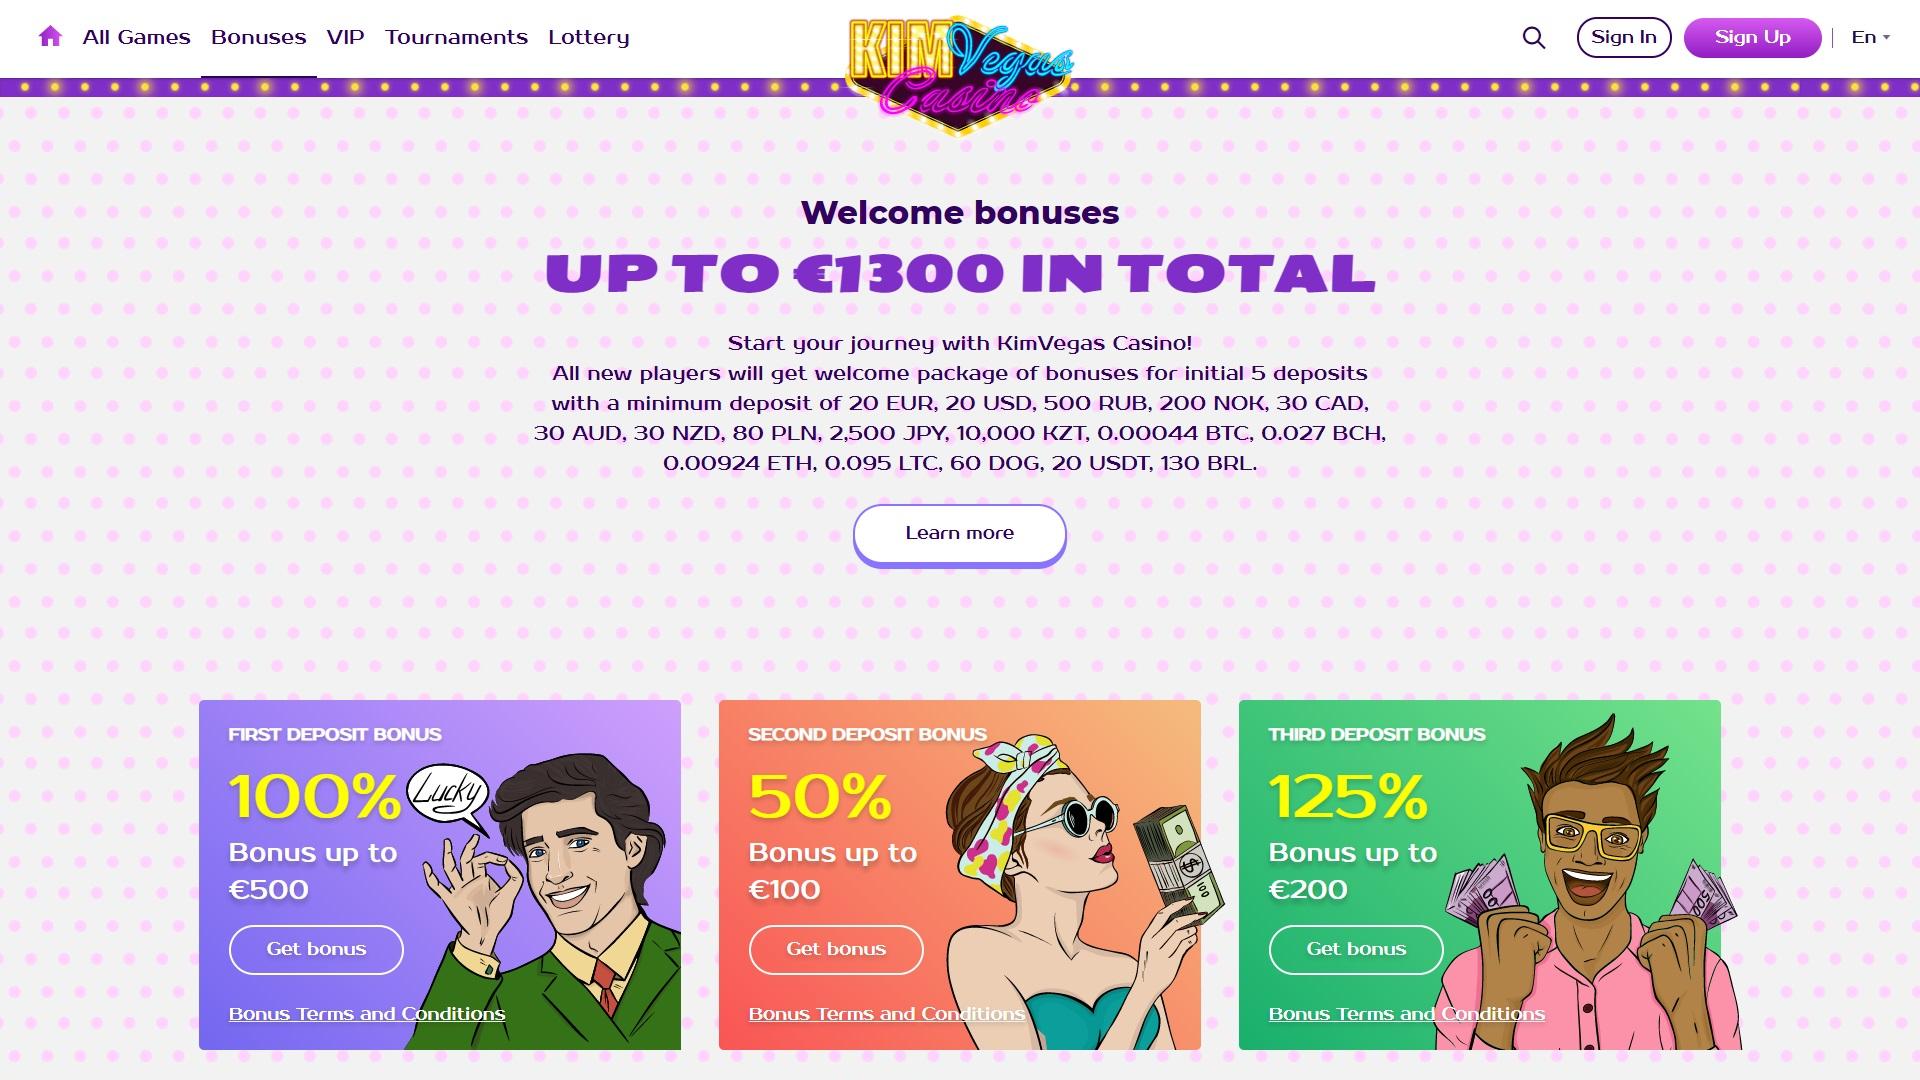 All Games Bonuses VIP Tournaments Lottery
KIM Vegas Casino
Sign In Sign Up En
Welcome bonuses
UP TO €1300 IN TOTAL
Start your journey with KimVegas Casino!
All new players will get welcome package of bonuses for initial 5 deposits
with a minimum deposit of 20 EUR, 20 USD, 500 RUB, 200 NOK, 30 CAD,
30 AUD, 30 NZD, 80 PLN, 2,500 JPY, 10,000 KZT, 0.00044 BTC, 0.027 BCH,
0.00924 ETH, 0.095 LTC, 60 DOG, 20 USDT, 130 BRL.
Learn more
FIRST DEPOSIT BONUS
100%
Lucky
Bonus up to
€500
Get bonus
Bonus Terms and Conditions
SECOND DEPOSIT BONUS
50%
Bonus up to
€100
Get bonus
Bonus Terms and Conditions
100
THIRD DEPOSIT BONUS
125%
Bonus up to
€200
Get bonus
Bonus Terms and Conditions
500